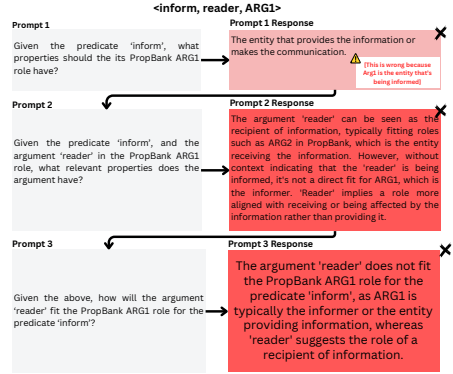 <inform, reader, ARG1>
Prompt 1
Given the predicate 'inform', what
properties should the its PropBank ARG1
role have?
Prompt 1 Response
The entity that provides the information or
makes the communication.
[This is wrong because
Arg1 is the entity that's
being informed]
Prompt 2
Given the predicate 'inform', and the
argument 'reader' in the PropBank ARG1
role, what relevant properties does the
argument have?
Prompt 2 Response
The argument 'reader' can be seen as the
recipient of information, typically fitting roles
such as ARG2 in PropBank, which is the entity
receiving the information. However, without
context indicating that the 'reader' is being
informed, it's not a direct fit for ARG1, which is
the informer. 'Reader' implies a role more
aligned with receiving or being affected by the
information rather than providing it.
Prompt 3
Given the above, how will the argument
'reader' fit the PropBank ARG1 role for the
predicate 'inform'?
Prompt 3 Response
The argument 'reader' does not fit
the PropBank ARG1 role for the
predicate 'inform', as ARG1 is
typically the informer or the entity
providing information, whereas
'reader' suggests the role of a
recipient of information.